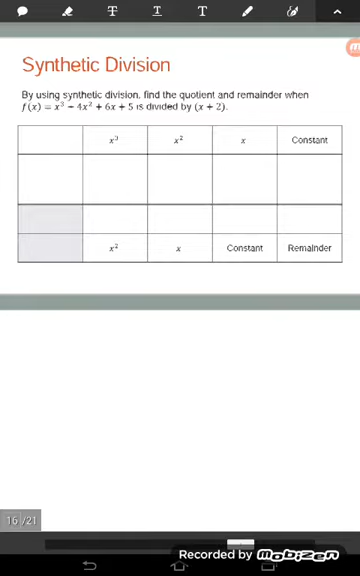 Synthetic Division
By using synthetic division, find the quotient and remainder when
f(x) = x³ − 4x² + 6x + 5 is divided by (x + 2).
x³ x² x Constant
x² x Constant Remainder
16 /21
Recorded by Mobizen